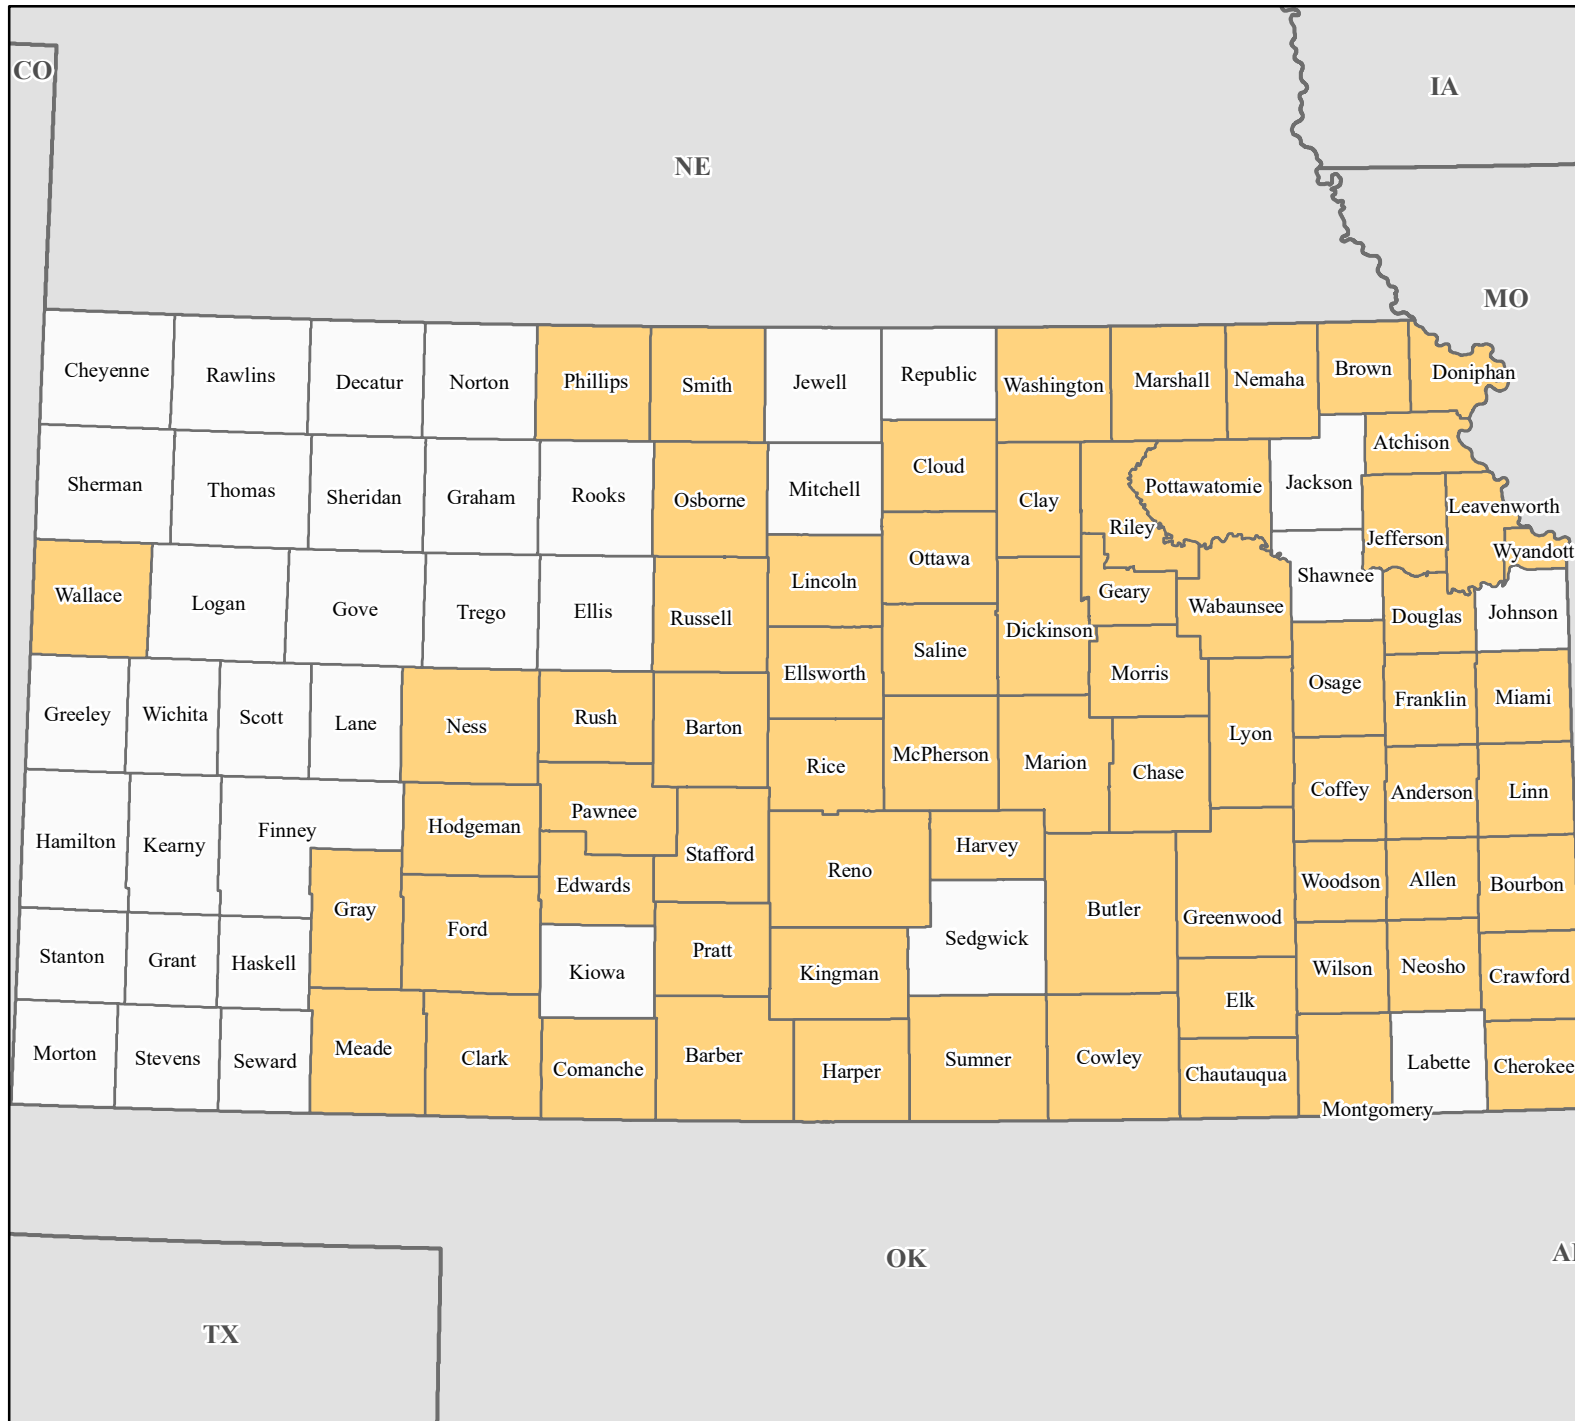 CO
IA
NE
MO
Cheyenne
Rawlins
Decatur
Norton
Phillips
Smith
Jewell
Republic
Washington
Marshall
Nemaha
Brown
Doniphan
Sherman
Thomas
Sheridan
Graham
Rooks
Osborne
Mitchell
Cloud
Clay
Riley
Pottawatomie
Jackson
Atchison
Jefferson
Leavenworth
Wyandott
Wallace
Logan
Gove
Trego
Ellis
Russell
Lincoln
Ottawa
Saline
Dickinson
Geary
Wabaunsee
Shawnee
Douglas
Johnson
Greeley
Wichita
Scott
Lane
Ness
Rush
Barton
Ellsworth
Rice
McPherson
Marion
Morris
Chase
Lyon
Osage
Franklin
Miami
Hamilton
Kearny
Finney
Hodgeman
Pawnee
Edwards
Stafford
Reno
Harvey
Butler
Greenwood
Coffey
Anderson
Linn
Woodson
Allen
Bourbon
Stanton
Grant
Haskell
Gray
Ford
Kiowa
Pratt
Kingman
Sedgwick
Elk
Wilson
Neosho
Crawford
Morton
Stevens
Seward
Meade
Clark
Comanche
Barber
Harper
Sumner
Cowley
Chautauqua
Montgomery
Labette
Cherokee
OK
TX